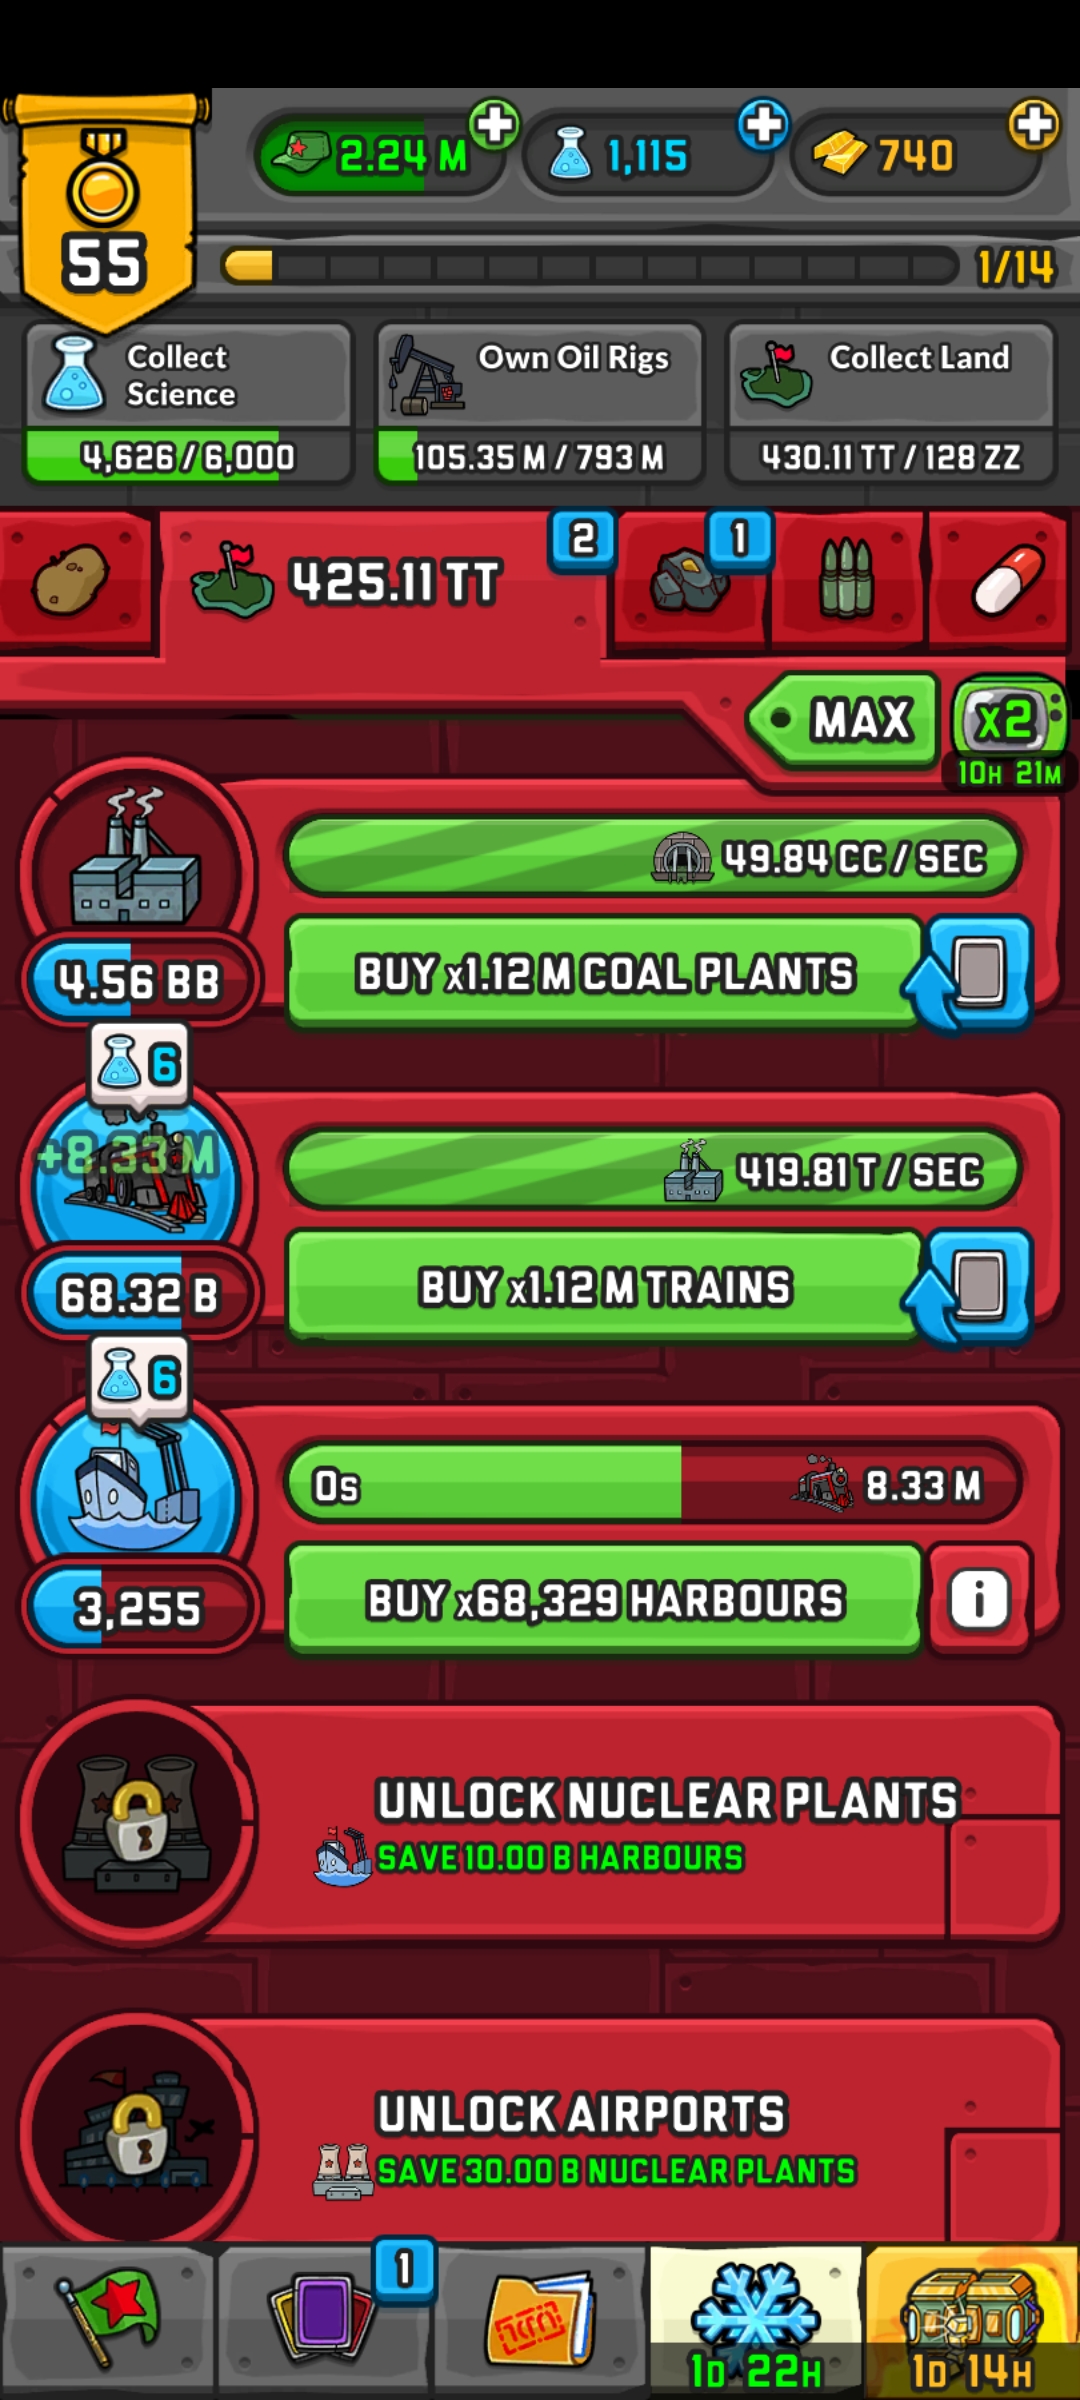 2.24 M
1,115
740
55
1/14
Collect
Science
4,626 / 6,000
Own Oil Rigs
105.35 M / 793 M
Collect Land
430.11 TT / 128 ZZ
425.11 TT
2
1
MAX
x2
10H 21M
49.84 CC / SEC
4.56 BB
BUY x1.12 M COAL PLANTS
6
+8.33 M
419.81 T / SEC
68.32 B
BUY x1.12 M TRAINS
6
0s
8.33 M
3,255
BUY x68,329 HARBOURS
i
UNLOCK NUCLEAR PLANTS
SAVE 10.00 B HARBOURS
UNLOCK AIRPORTS
SAVE 30.00 B NUCLEAR PLANTS
1
1D 22H
1D 14H